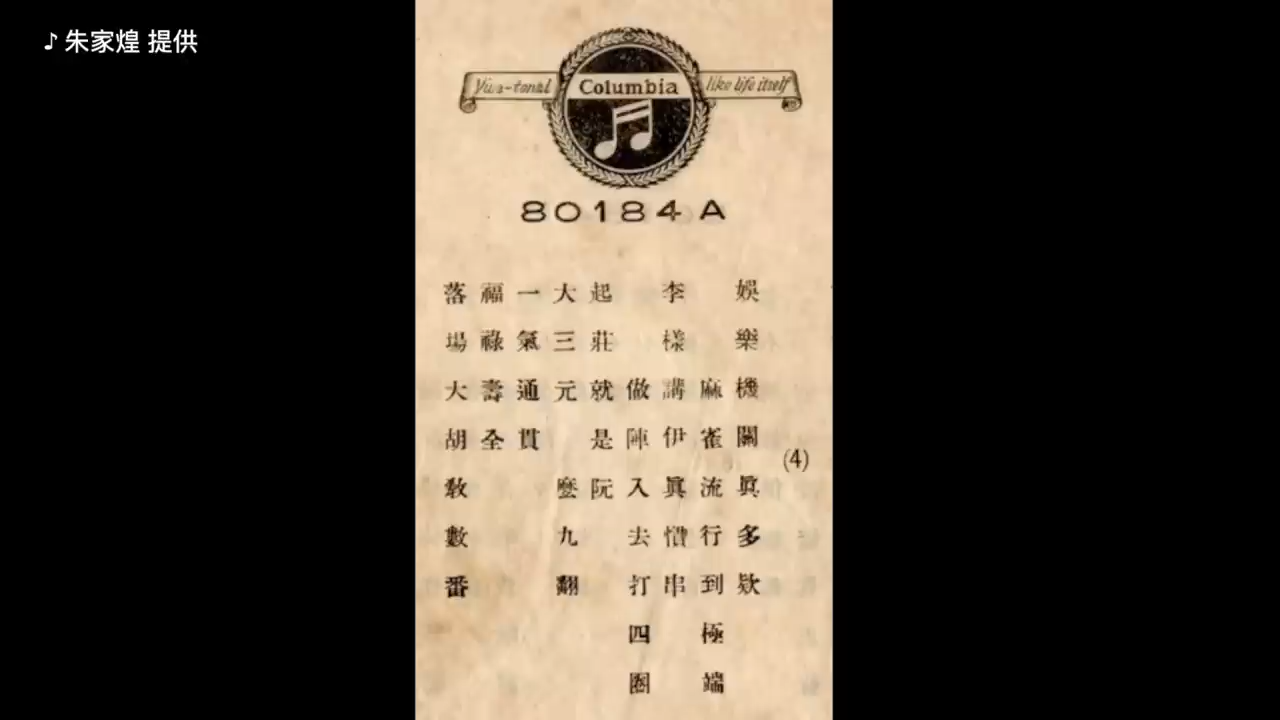 ♪ 朱家煌 提供
Viva-tonal Columbia like life itself
80184 A
(4)
娛樂機關眞多欵
麻雀流行到極端
李樣講伊眞慣串
做陣入去打四圈
起莊就是阮
大三元 麼九翻
一氣通貫
福祿壽全
落場大胡敎數番